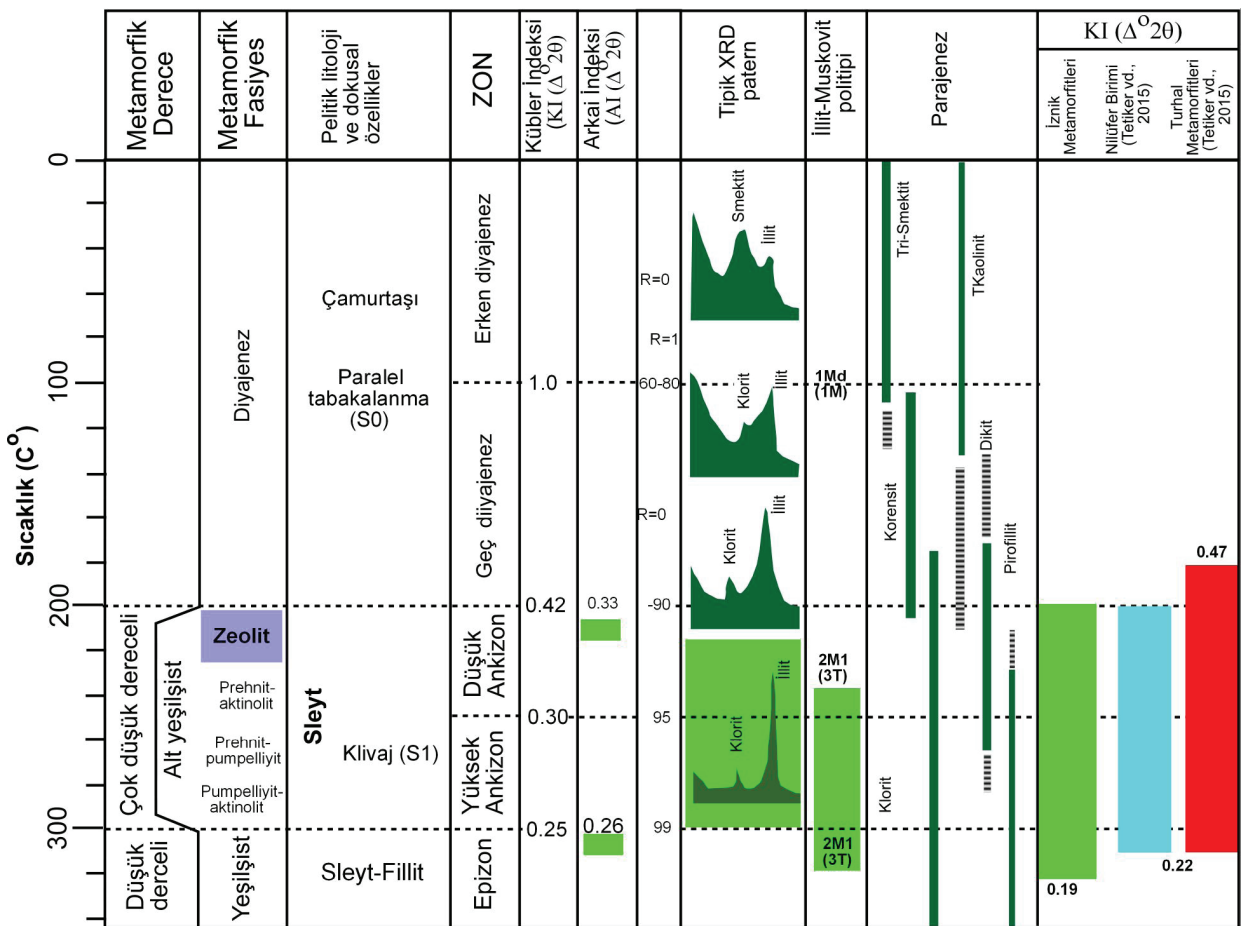 Metamorfik
Derece
Metamorfik
Fasiyes
Pelitik litoloji
ve dokusal
özellikler
ZON
Kübler İndeksi
(KI (Δ°2θ)
Arkai İndeksi
(AI (Δ°2θ)
Tipik XRD
patern
İllit-Muskovit
politipi
Parajenez
KI (Δ°2θ)
İznik
Metamorfitleri
Nilüfer Birimi
(Tetiker vd.,
2015)
Turhal
Metamorfitleri
(Tetiker vd.,
2015)
Sıcaklık (C°)
0
100
200
300
Çok düşük dereceli
Alt yeşilşist
Düşük
derceli
Diyajenez
Zeolit
Prehnit-
aktinolit
Prehnit-
pumpelliyit
Pumpelliyit-
aktinolit
Yeşilşist
Çamurtaşı
Paralel
tabakalanma
(S0)
Sleyt
Klivaj (S1)
Sleyt-Fillit
Erken diyajenez
Geç diiyajenez
Düşük
Ankizon
Yüksek
Ankizon
Epizon
1.0
0.42
0.30
0.25
0.33
0.26
R=0
R=1
60-80
R=0
-90
95
99
Smektit
İllit
Klorit
İllit
Klorit
İllit
Klorit
İllit
1Md
(1M)
2M1
(3T)
2M1
(3T)
Tri-Smektit
TKaolinit
Korensit
Dikit
Pirofillit
Klorit
0.47
0.19
0.22